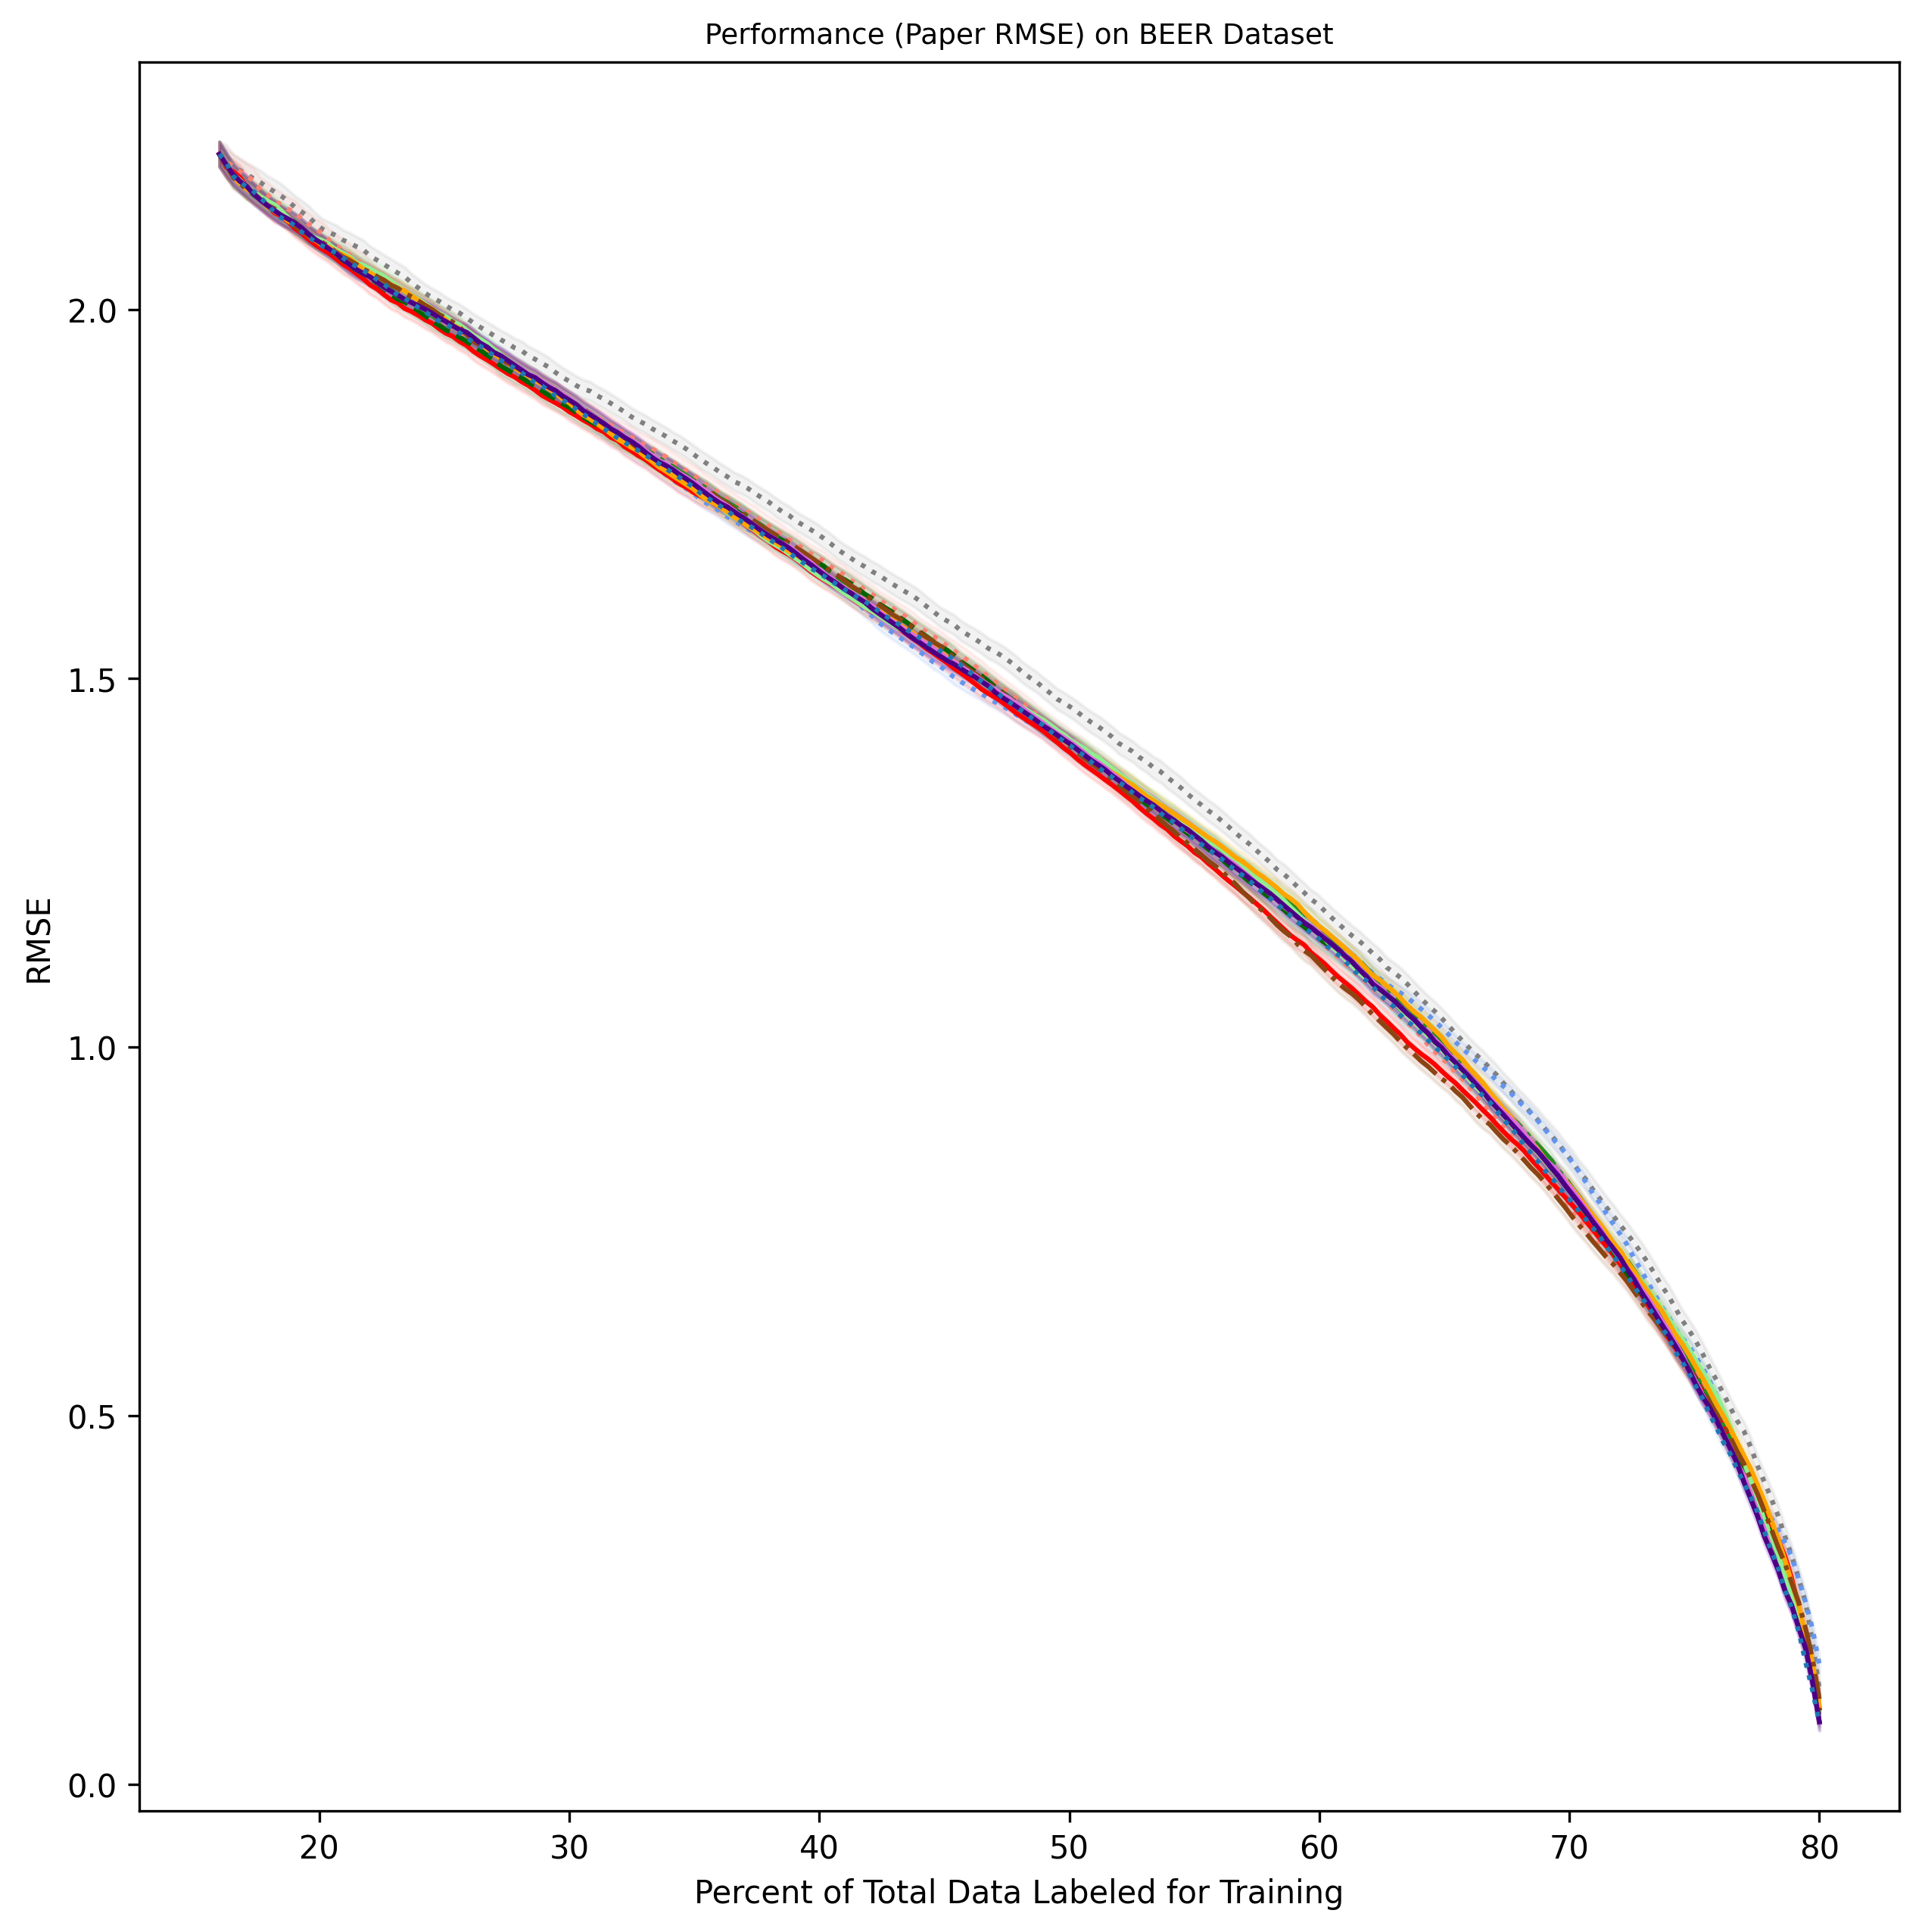 Performance (Paper RMSE) on BEER Dataset
RMSE
2.0
1.5
1.0
0.5
0.0
20 30 40 50 60 70 80
Percent of Total Data Labeled for Training